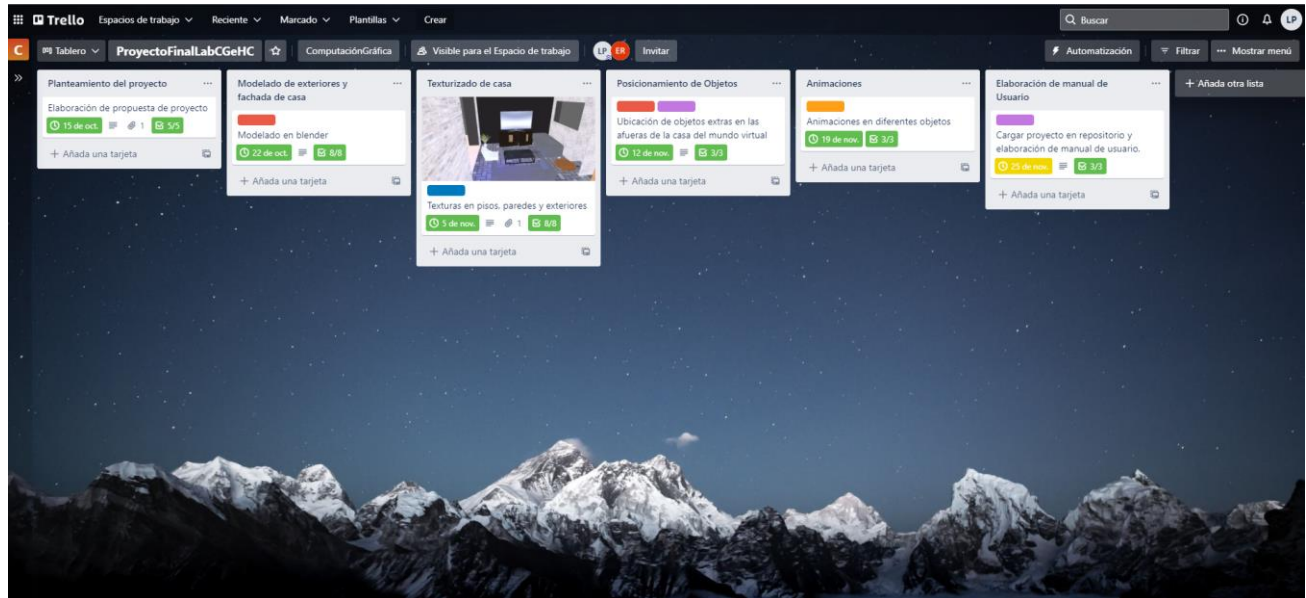 Trello Espacios de trabajo Reciente Marcado Plantillas Crear Buscar LP
C Tablero ProyectoFinalLabCGeHC ComputaciónGráfica Visible para el Espacio de trabajo LP ER Invitar Automatización Filtrar Mostrar menú
Planteamiento del proyecto
Elaboración de propuesta de proyecto
15 de oct. 1 5/5
+ Añada una tarjeta
Modelado de exteriores y
fachada de casa
Modelado en blender
22 de oct. 8/8
+ Añada una tarjeta
Texturizado de casa
Texturas en pisos, paredes y exteriores
5 de nov. 1 8/8
+ Añada una tarjeta
Posicionamiento de Objetos
Ubicación de objetos extras en las
afueras de la casa del mundo virtual
12 de nov. 3/3
+ Añada una tarjeta
Animaciones
Animaciones en diferentes objetos
19 de nov. 3/3
+ Añada una tarjeta
Elaboración de manual de
Usuario
Cargar proyecto en repositorio y
elaboración de manual de usuario.
25 de nov. 3/3
+ Añada una tarjeta
+ Añada otra lista